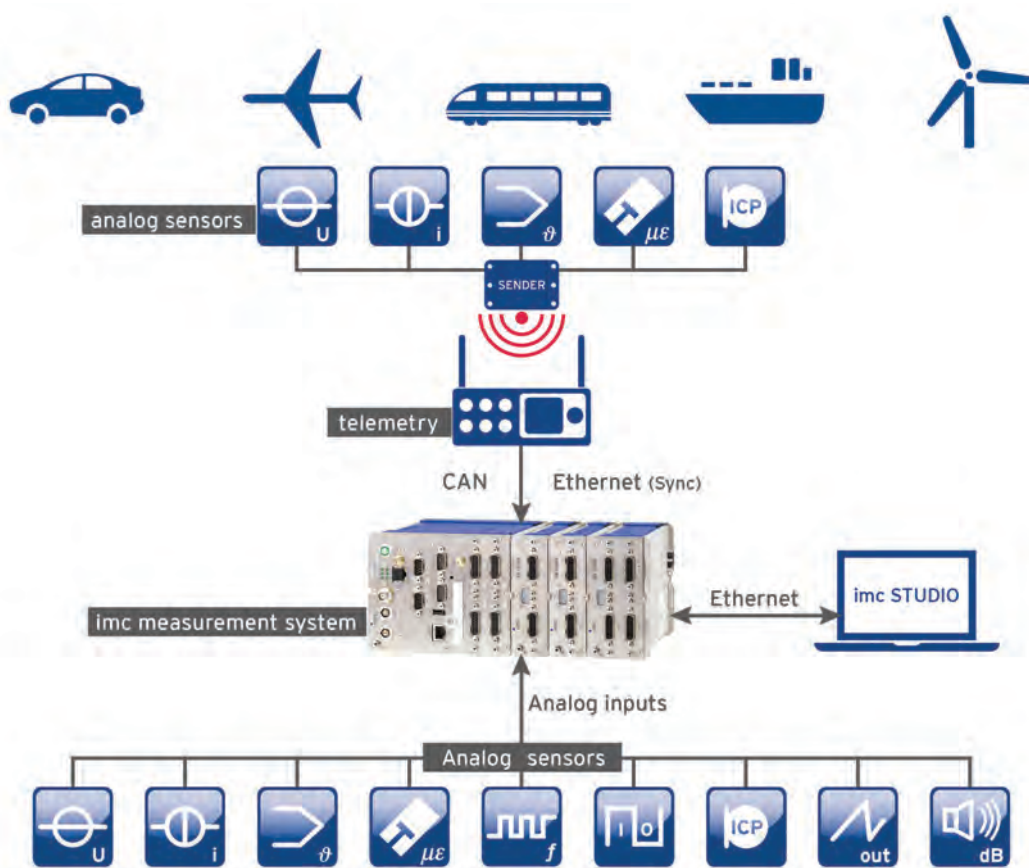 analog sensors
U
i
ϑ
με
ICP
SENDER
telemetry
CAN
Ethernet (Sync)
imc measurement system
Ethernet
imc STUDIO
Analog inputs
Analog sensors
U
i
ϑ
με
f
I O
ICP
out
dB